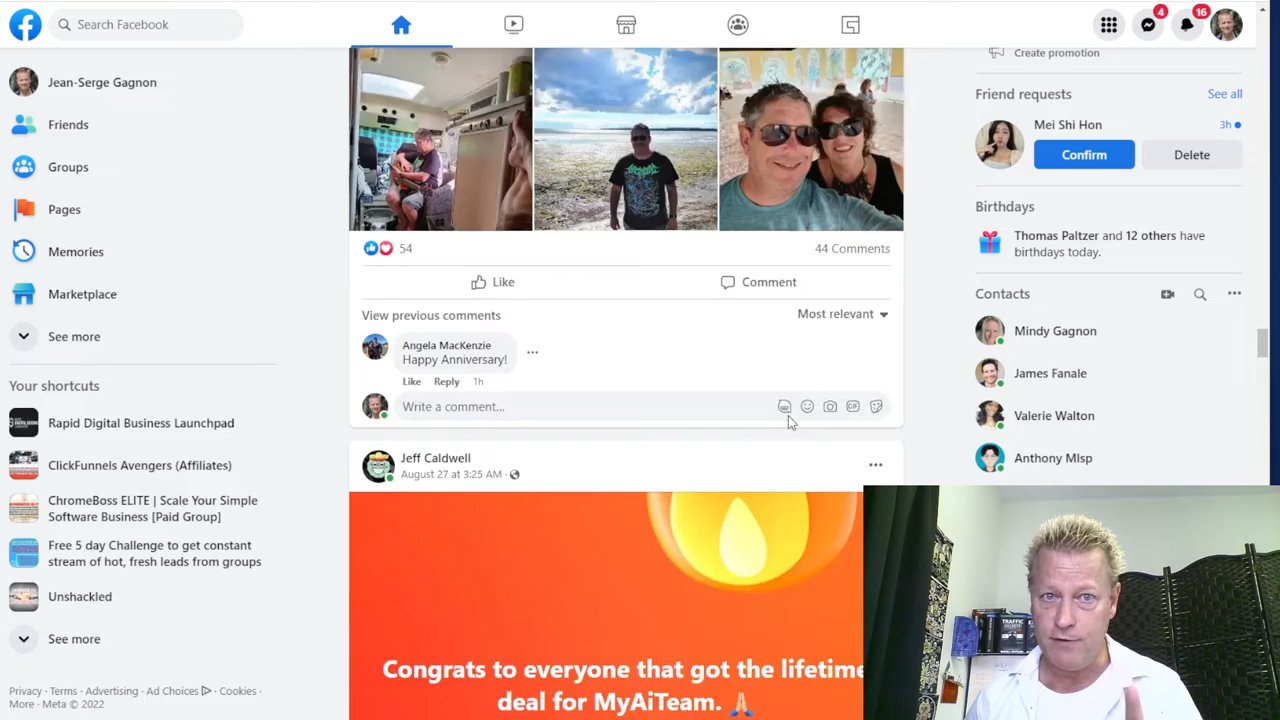 Search Facebook
4
16
Jean-Serge Gagnon
Friends
Groups
Pages
Memories
Marketplace
See more
Your shortcuts
Rapid Digital Business Launchpad
ClickFunnels Avengers (Affiliates)
ChromeBoss ELITE | Scale Your Simple
Software Business [Paid Group]
Free 5 day Challenge to get constant
stream of hot, fresh leads from groups
Unshackled
See more
Privacy · Terms · Advertising · Ad Choices · Cookies ·
More · Meta © 2022
54
44 Comments
Like
Comment
View previous comments
Most relevant
Angela MacKenzie
Happy Anniversary!
Like Reply 1h
Write a comment...
GIF
Jeff Caldwell
August 27 at 3:25 AM ·
Congrats to everyone that got the lifetime
deal for MyAiTeam. 🙏
Create promotion
Friend requests
See all
Mei Shi Hon
3h
Confirm
Delete
Birthdays
Thomas Paltzer and 12 others have
birthdays today.
Contacts
Mindy Gagnon
James Fanale
Valerie Walton
Anthony Mlsp
TRAFFIC